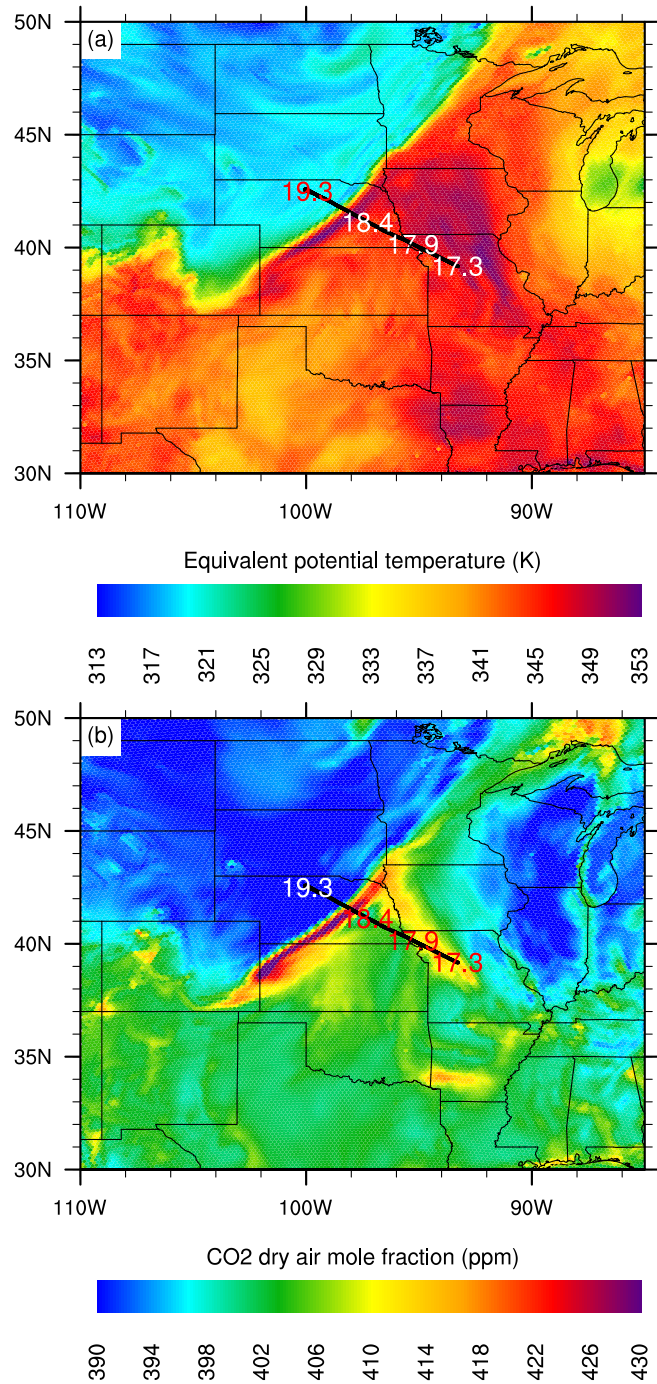 50N
(a)
45N
19.3
18.4
40N
17.9
17.3
35N
30N
110W 100W 90W
Equivalent potential temperature (K)
313 317 321 325 329 333 337 341 345 349 353
50N
(b)
45N
19.3
18.4
40N
17.9
17.3
35N
30N
110W 100W 90W
CO2 dry air mole fraction (ppm)
390 394 398 402 406 410 414 418 422 426 430